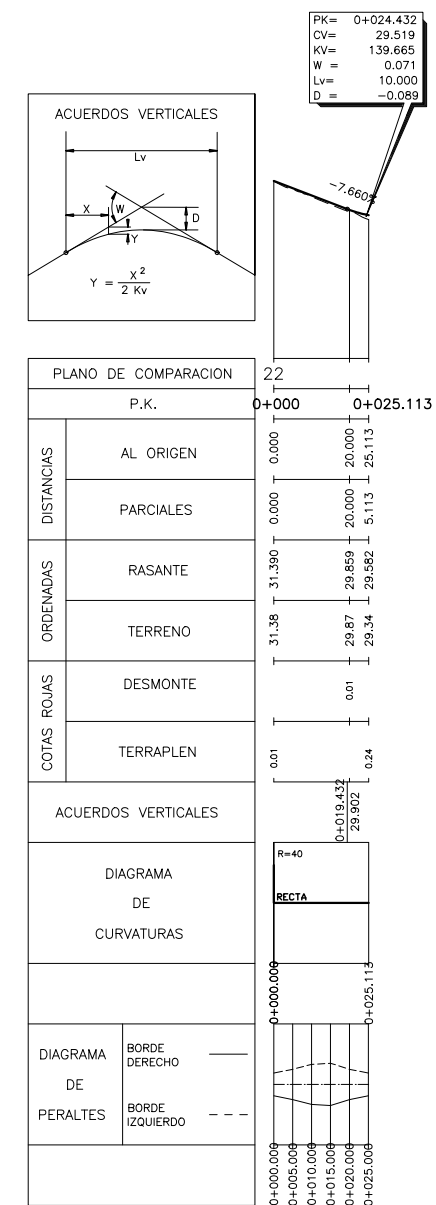 PK= 0+024.432
CV= 29.519
KV= 139.665
W = 0.071
Lv= 10.000
D = -0.089
ACUERDOS VERTICALES
Lv
X
W
D
Y
Y = X² / 2 Kv
-7.660%
PLANO DE COMPARACION 22
P.K. 0+000 0+025.113
DISTANCIAS
AL ORIGEN 0.000 20.000 25.113
PARCIALES 0.000 20.000 5.113
ORDENADAS
RASANTE 31.390 29.859 29.582
TERRENO 31.38 29.87 29.34
COTAS ROJAS
DESMONTE 0.01
TERRAPLEN 0.01 0.24
ACUERDOS VERTICALES 0+019.432 29.902
DIAGRAMA
DE
CURVATURAS
R=40
RECTA
0+000.000 0+025.113
DIAGRAMA
DE
PERALTES
BORDE
DERECHO
BORDE
IZQUIERDO
0+000.000 0+005.000 0+010.000 0+015.000 0+020.000 0+025.000